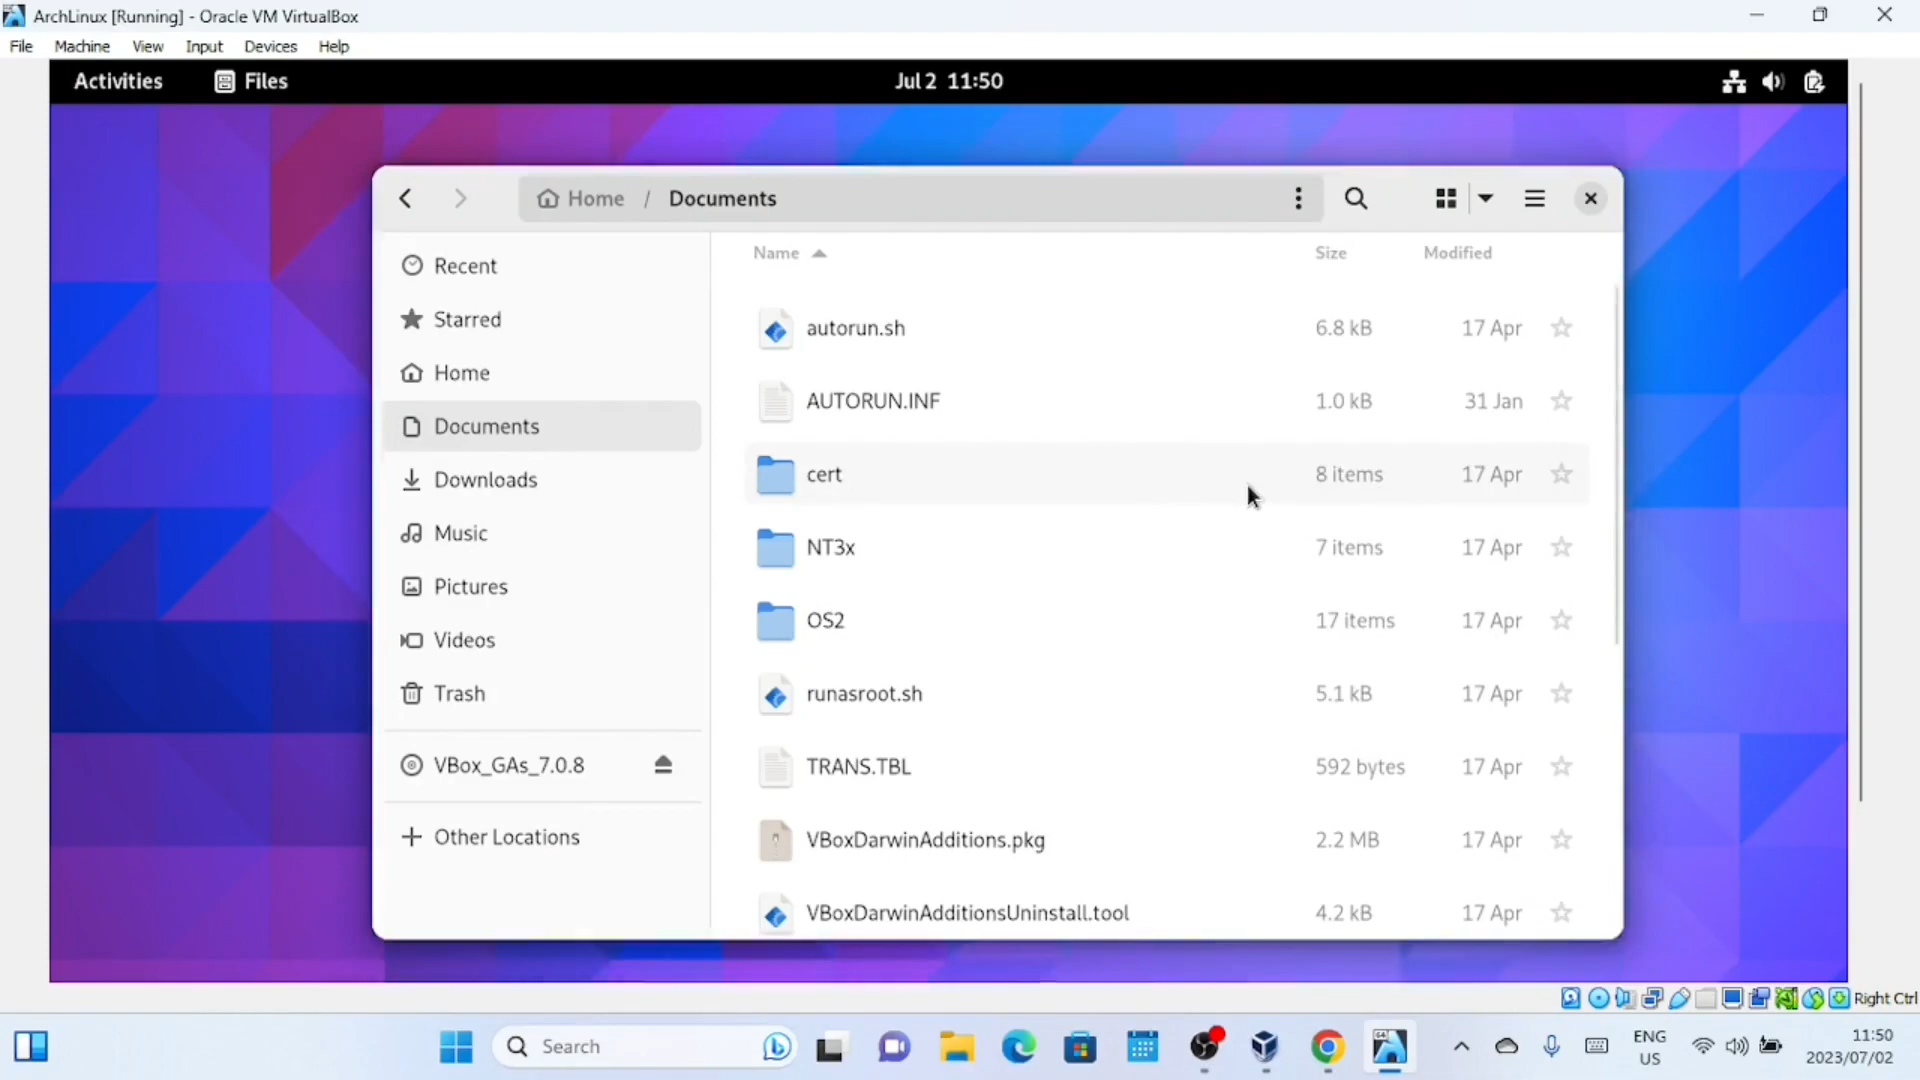 ArchLinux [Running] - Oracle VM VirtualBox
File Machine View Input Devices Help
Activities Files Jul 2 11:50
Home / Documents
Recent
Starred
Home
Documents
Downloads
Music
Pictures
Videos
Trash
VBox_GAs_7.0.8
Other Locations
Name Size Modified
autorun.sh 6.8 kB 17 Apr
AUTORUN.INF 1.0 kB 31 Jan
cert 8 items 17 Apr
NT3x 7 items 17 Apr
OS2 17 items 17 Apr
runasroot.sh 5.1 kB 17 Apr
TRANS.TBL 592 bytes 17 Apr
VBoxDarwinAdditions.pkg 2.2 MB 17 Apr
VBoxDarwinAdditionsUninstall.tool 4.2 kB 17 Apr
Right Ctrl
Search
ENG
US
11:50
2023/07/02